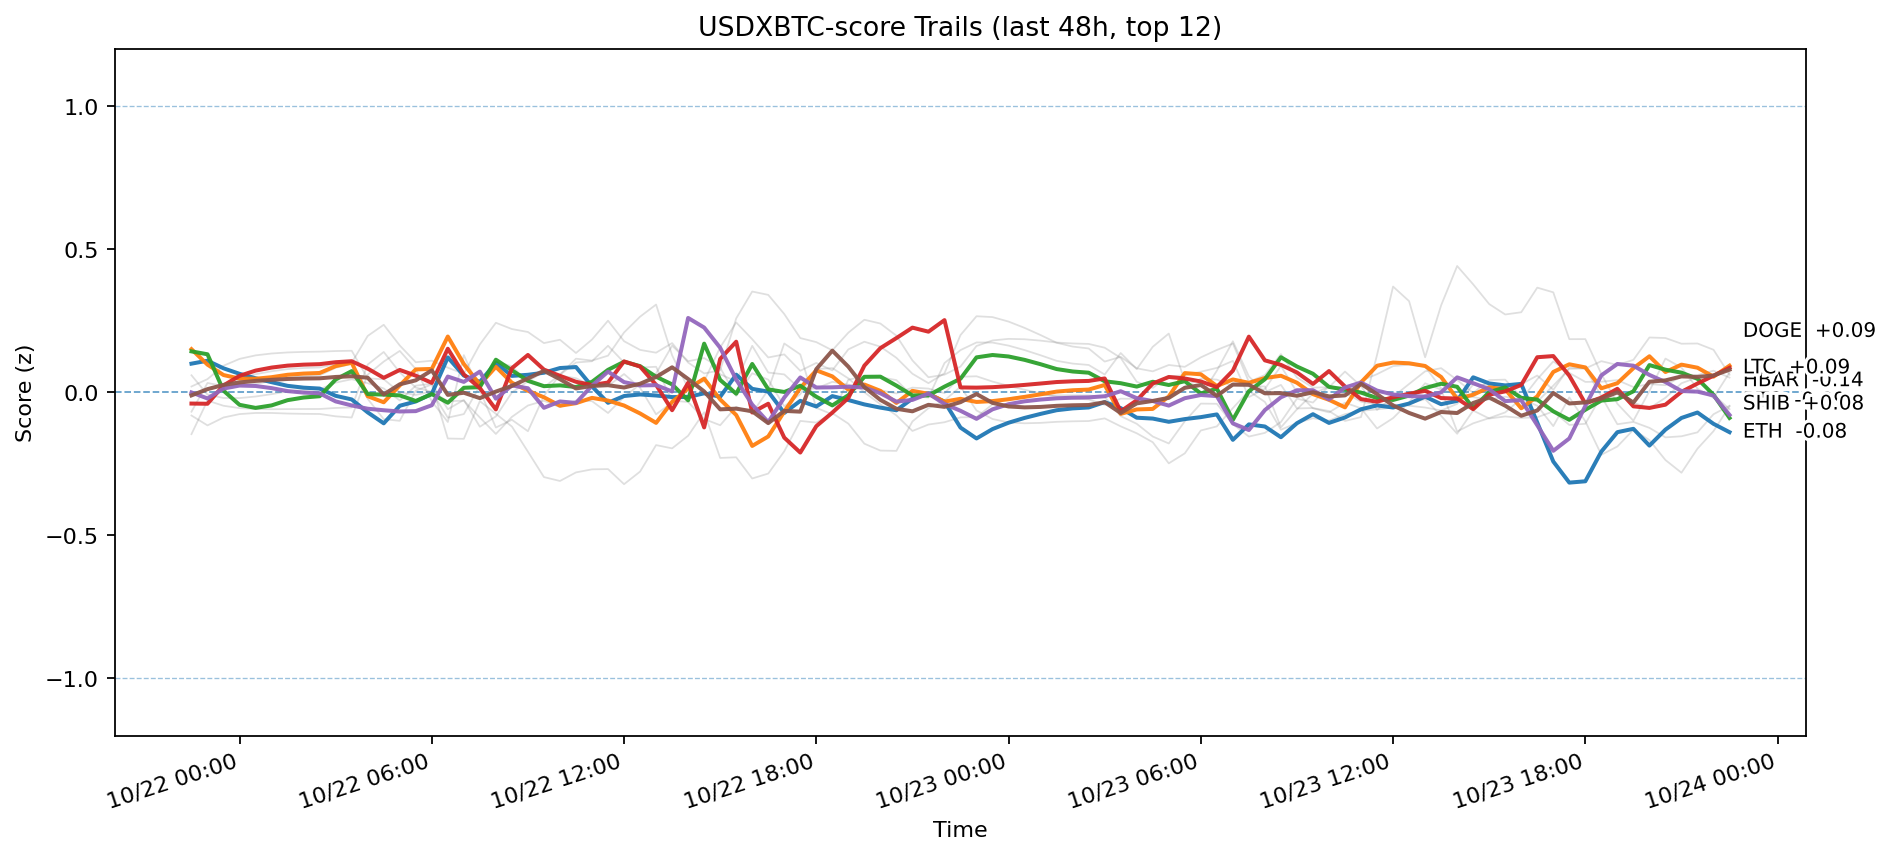 USDXBTC-score Trails (last 48h, top 12)
Score (z)
1.0
0.5
0.0
−0.5
−1.0
DOGE +0.09
LTC +0.09
HBAR -0.14
SHIB +0.08
ETH -0.08
10/22 00:00
10/22 06:00
10/22 12:00
10/22 18:00
10/23 00:00
10/23 06:00
10/23 12:00
10/23 18:00
10/24 00:00
Time